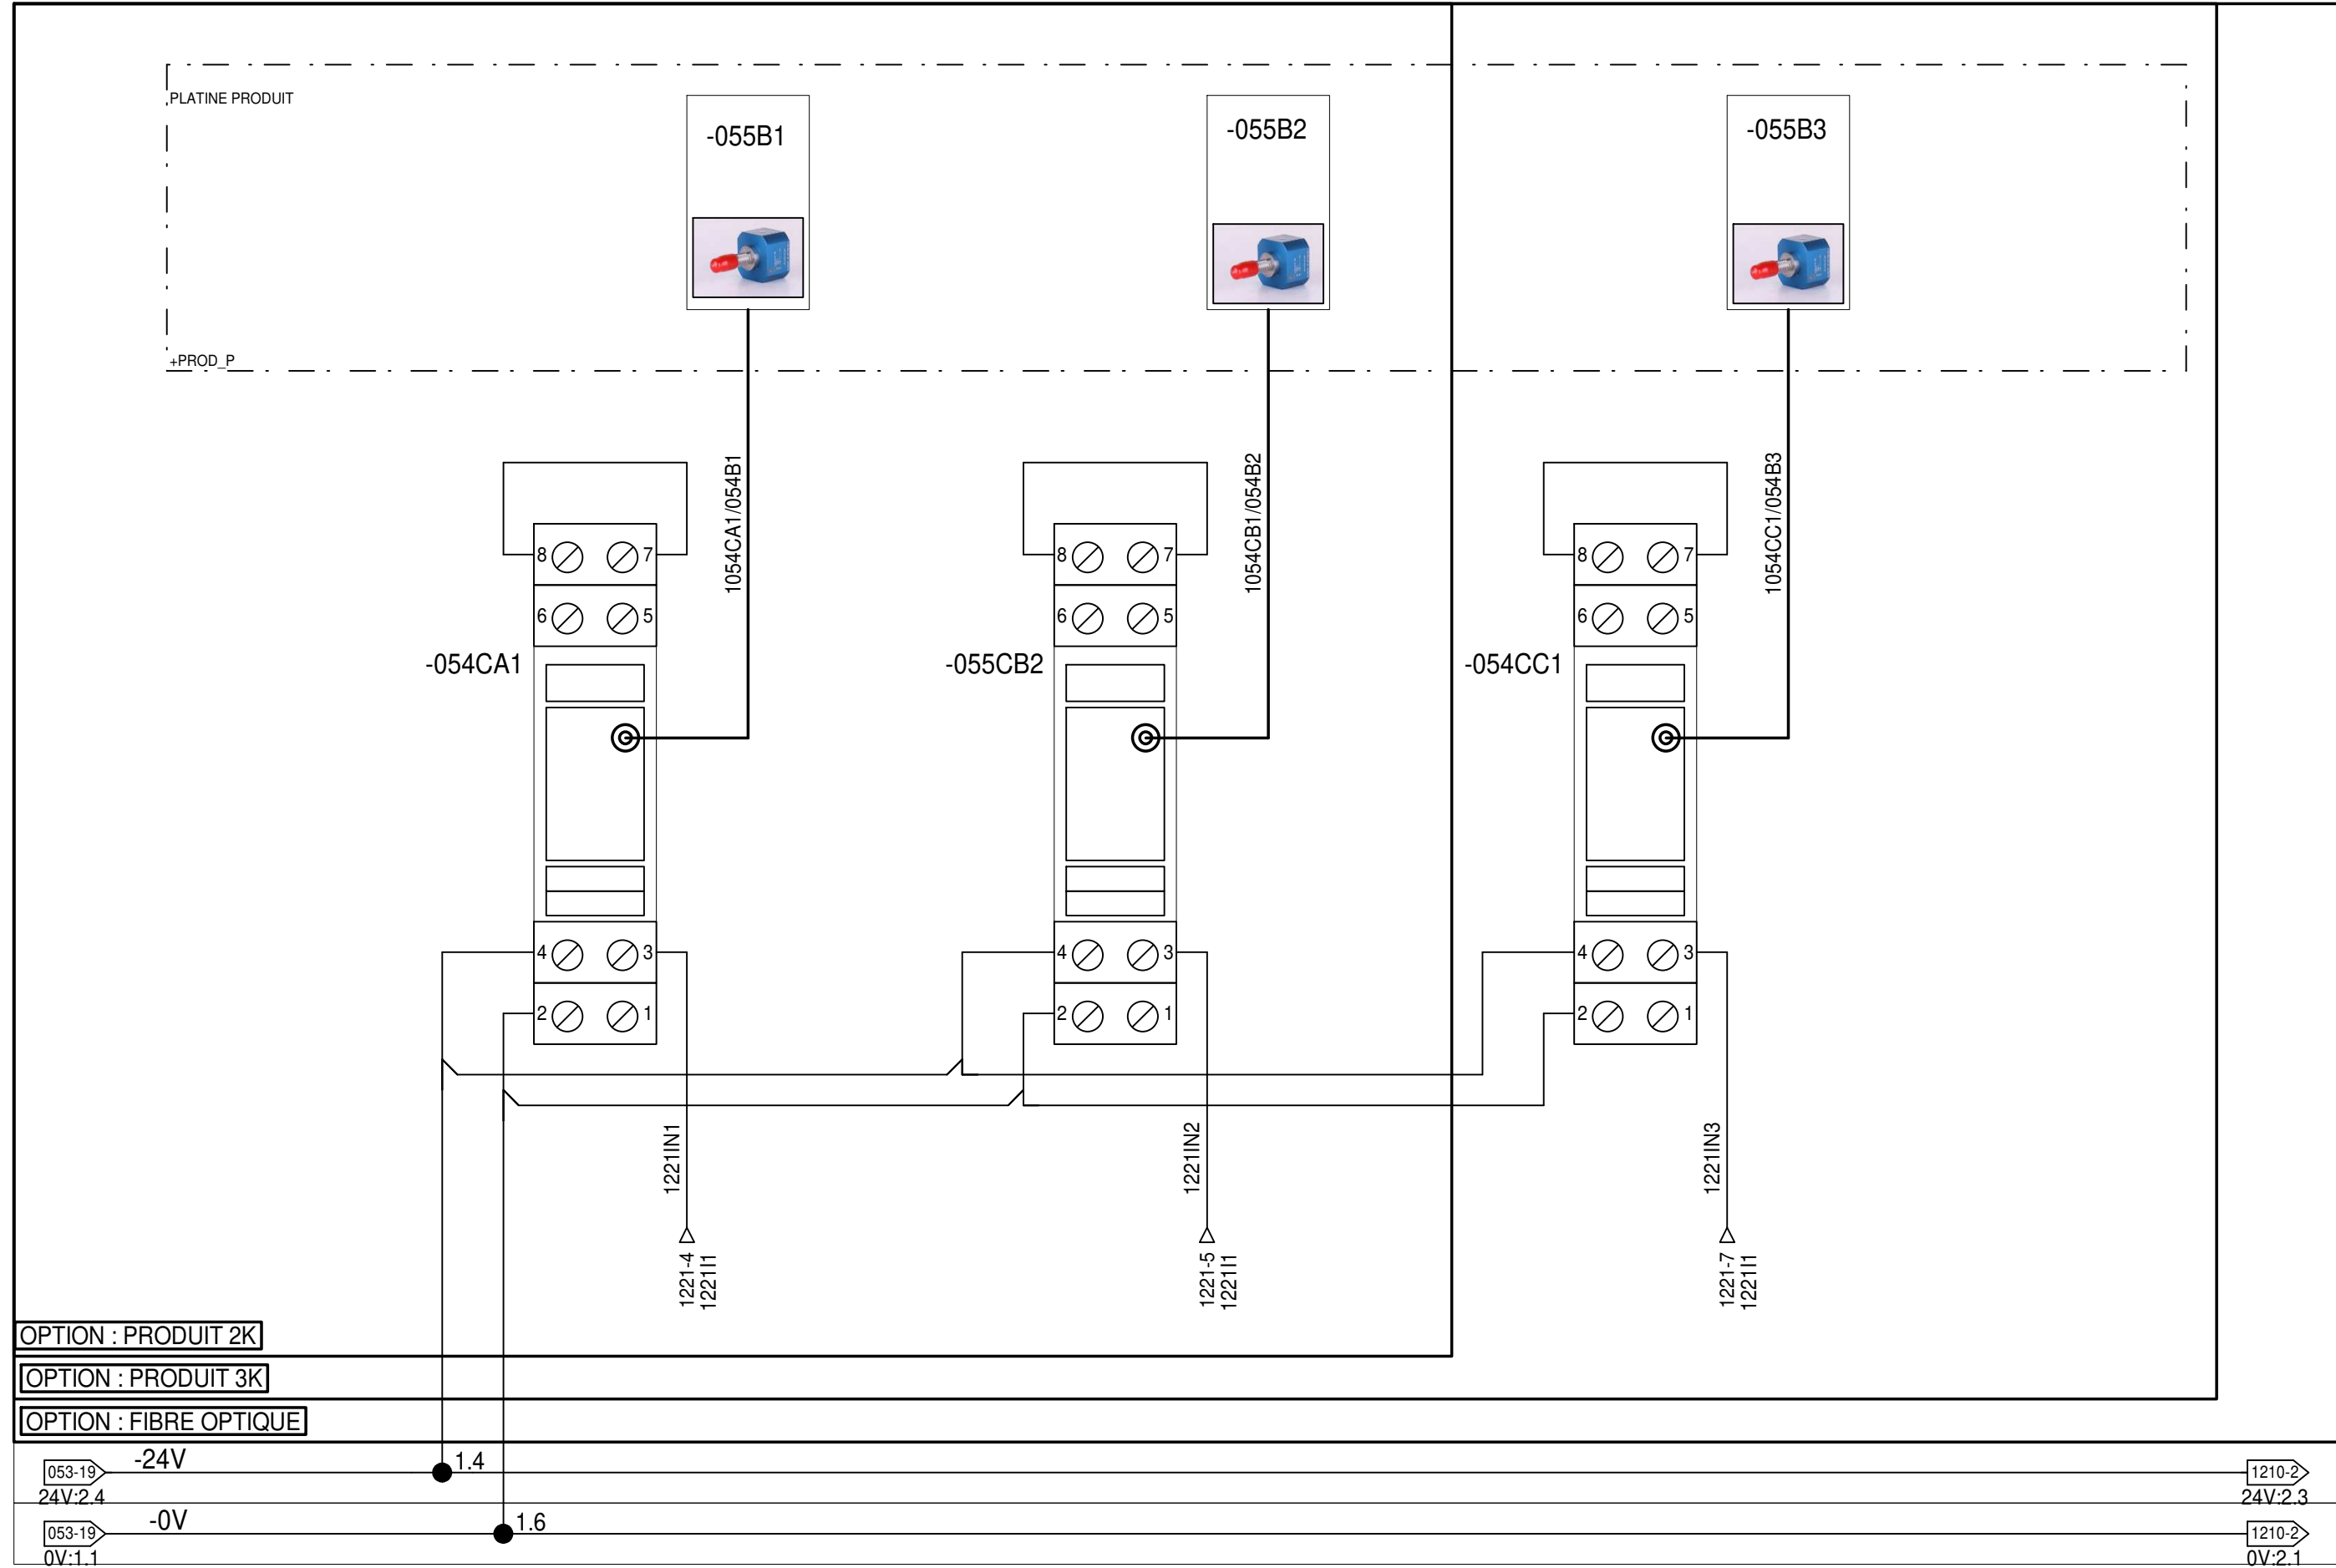 PLATINE PRODUIT
-055B1
-055B2
-055B3
+PROD_P
1054CA1/054B1
1054CB1/054B2
1054CC1/054B3
8 7
8 7
8 7
6 5
6 5
6 5
-054CA1
-055CB2
-054CC1
4 3
4 3
4 3
2 1
2 1
2 1
1221IN1
1221IN2
1221IN3
1221-4
1221I1
1221-5
1221I1
1221-7
1221I1
OPTION : PRODUIT 2K
OPTION : PRODUIT 3K
OPTION : FIBRE OPTIQUE
-24V
1.4
053-19
1210-2
24V:2.4
24V:2.3
-0V
1.6
053-19
1210-2
0V:1.1
0V:2.1